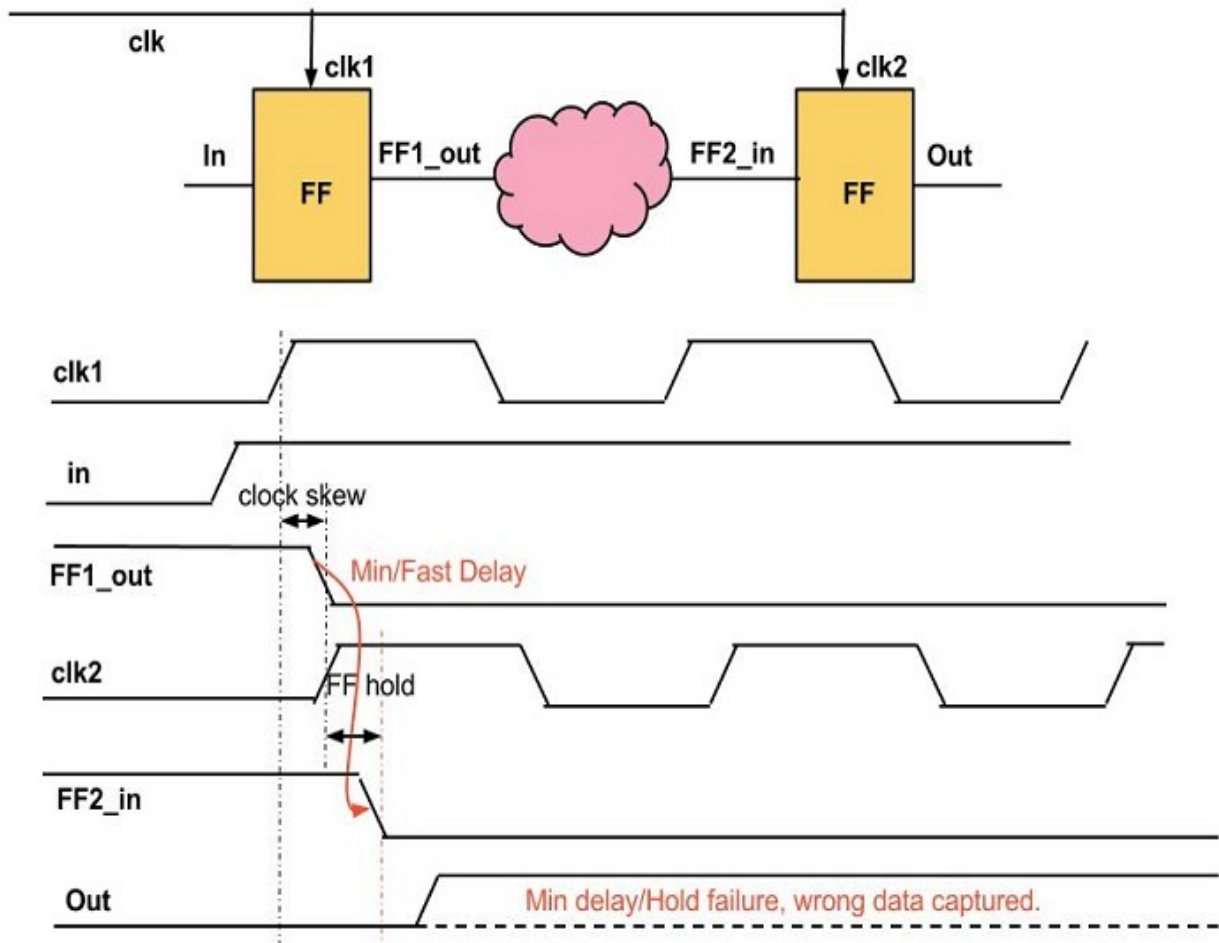 clk
clk1
clk2
In
FF1_out
FF2_in
Out
FF
FF
clk1
in
clock skew
FF1_out
Min/Fast Delay
clk2
FF hold
FF2_in
Out
Min delay/Hold failure, wrong data captured.